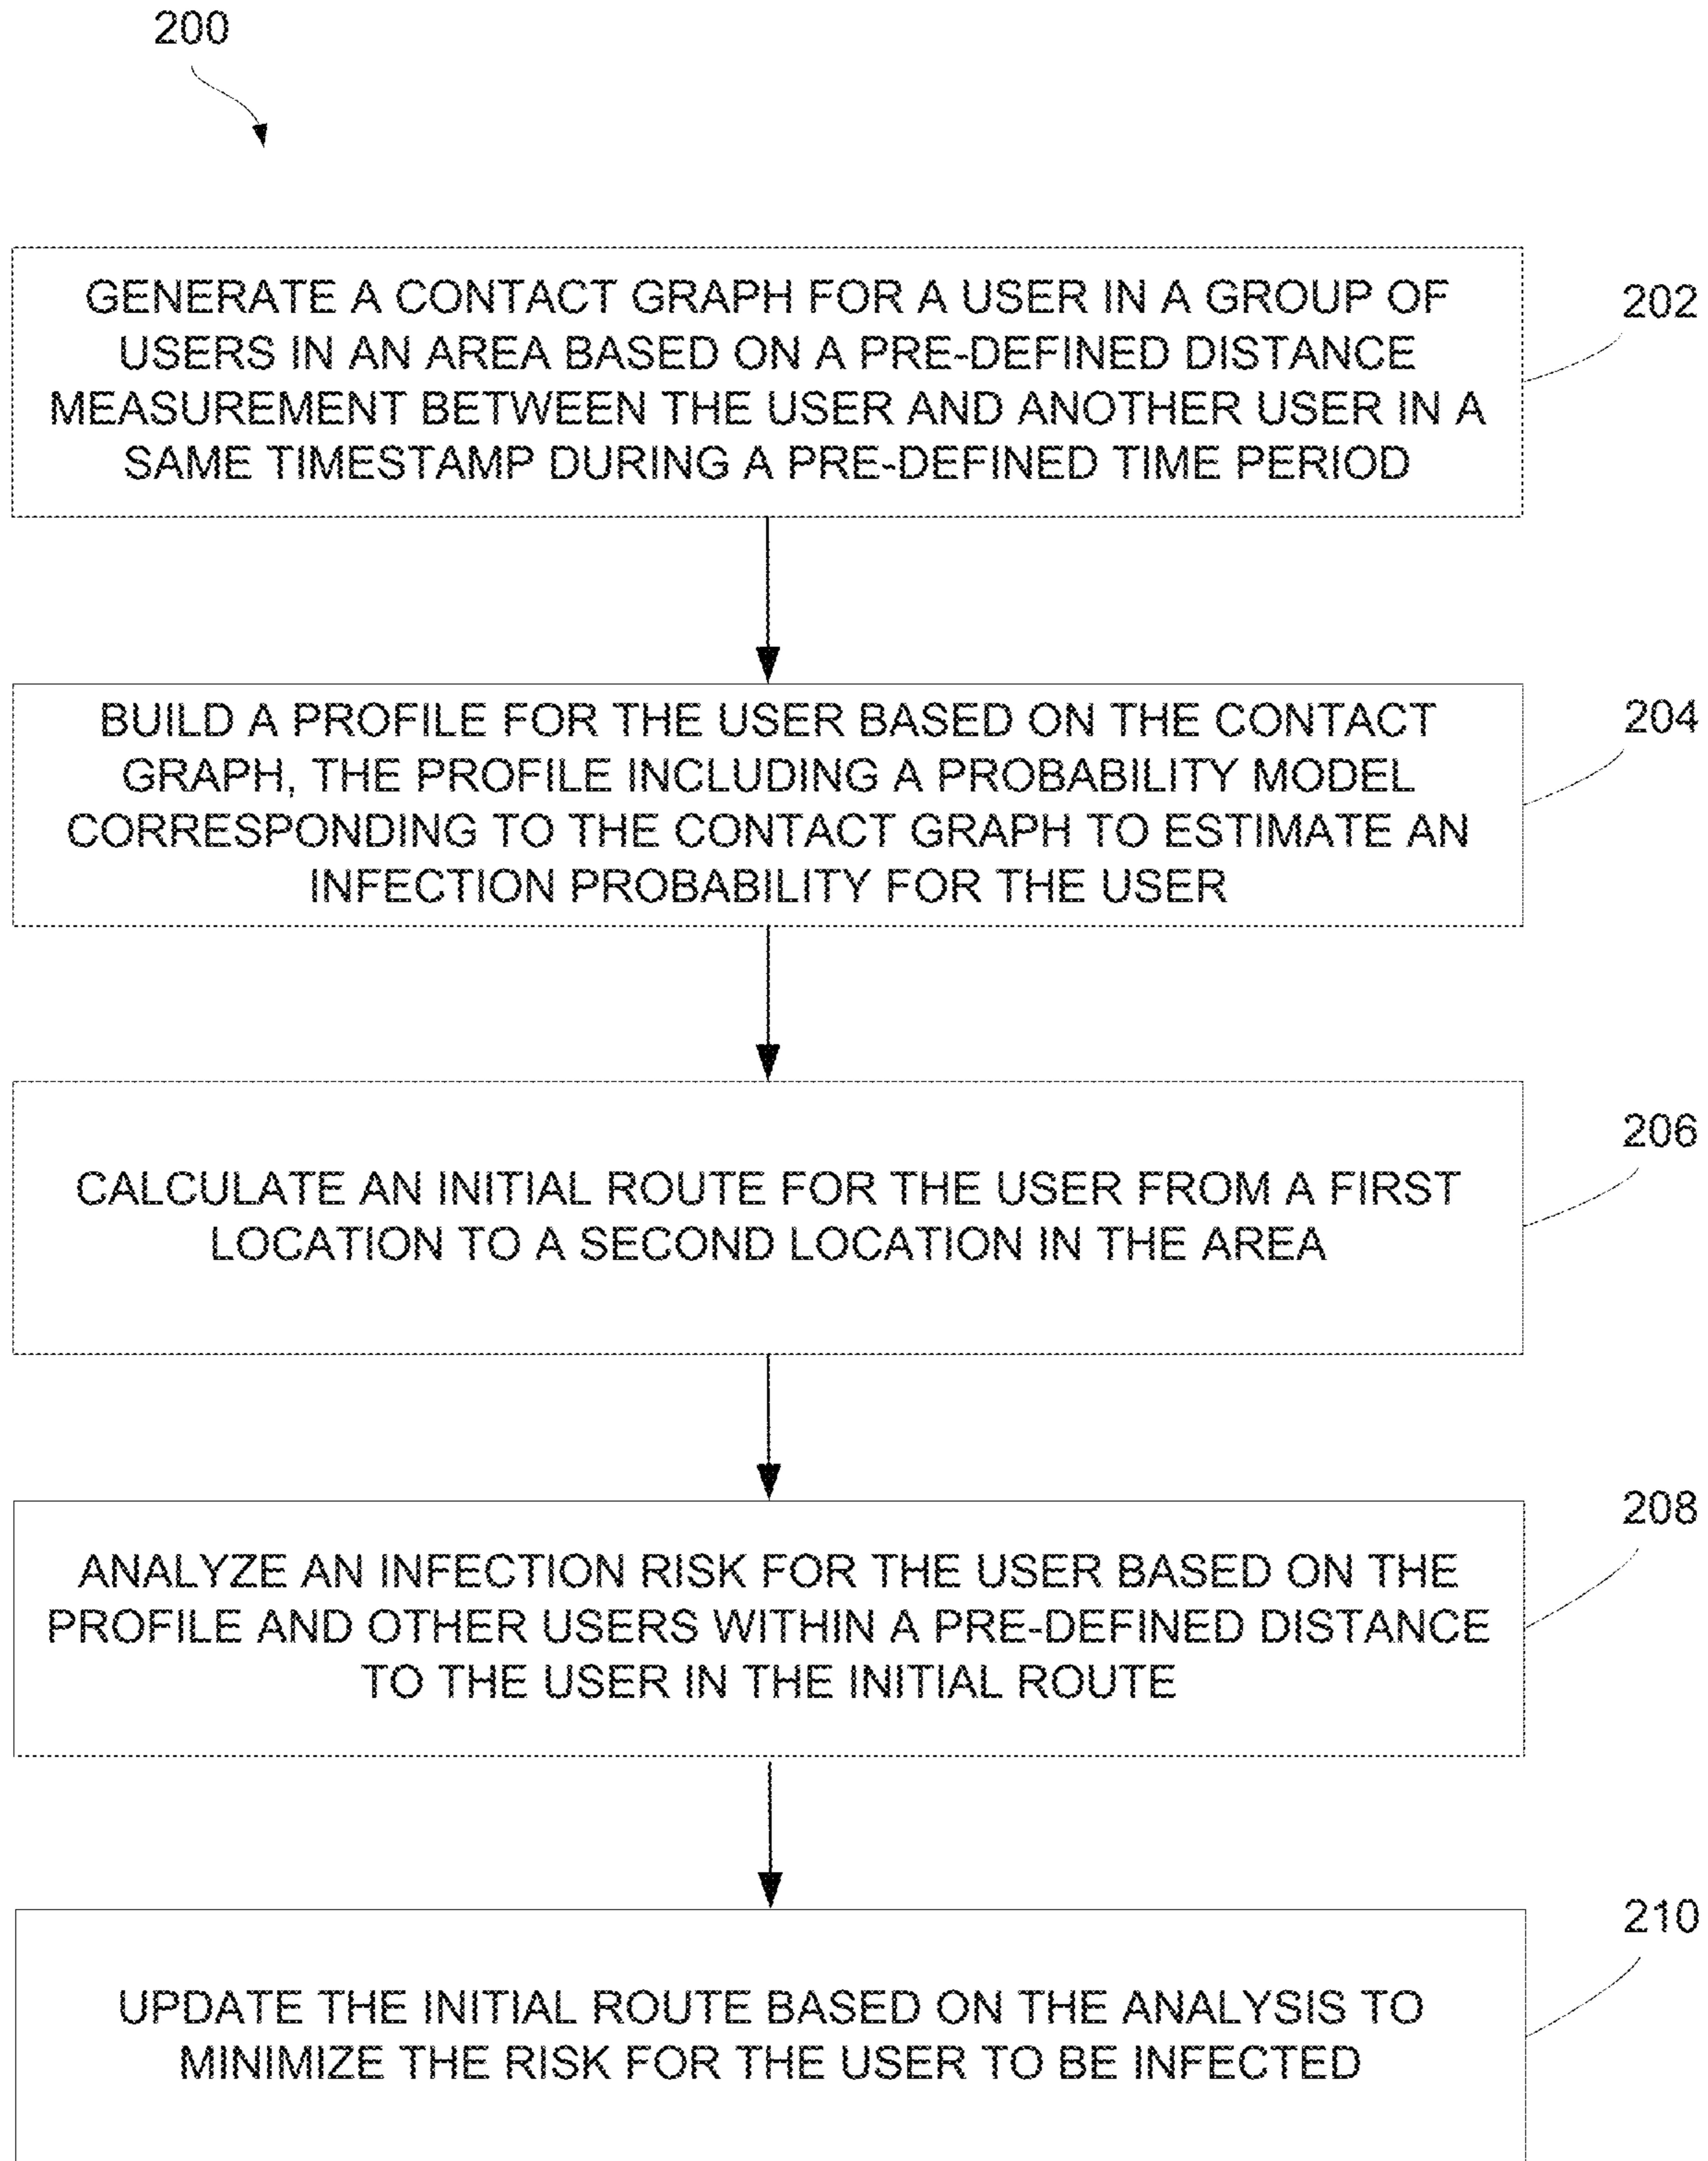 200
GENERATE A CONTACT GRAPH FOR A USER IN A GROUP OF
USERS IN AN AREA BASED ON A PRE-DEFINED DISTANCE
MEASUREMENT BETWEEN THE USER AND ANOTHER USER IN A
SAME TIMESTAMP DURING A PRE-DEFINED TIME PERIOD
202
BUILD A PROFILE FOR THE USER BASED ON THE CONTACT
GRAPH, THE PROFILE INCLUDING A PROBABILITY MODEL
CORRESPONDING TO THE CONTACT GRAPH TO ESTIMATE AN
INFECTION PROBABILITY FOR THE USER
204
CALCULATE AN INITIAL ROUTE FOR THE USER FROM A FIRST
LOCATION TO A SECOND LOCATION IN THE AREA
206
ANALYZE AN INFECTION RISK FOR THE USER BASED ON THE
PROFILE AND OTHER USERS WITHIN A PRE-DEFINED DISTANCE
TO THE USER IN THE INITIAL ROUTE
208
UPDATE THE INITIAL ROUTE BASED ON THE ANALYSIS TO
MINIMIZE THE RISK FOR THE USER TO BE INFECTED
210